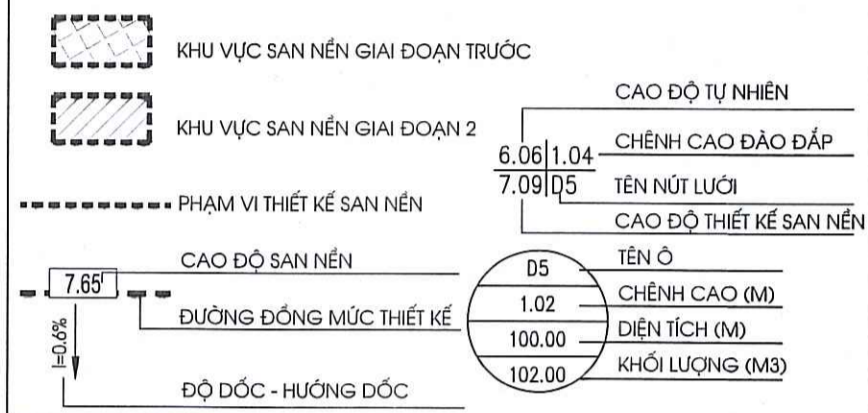 KHU VỰC SAN NỀN GIAI ĐOẠN TRƯỚC
KHU VỰC SAN NỀN GIAI ĐOẠN 2
PHẠM VI THIẾT KẾ SAN NỀN
CAO ĐỘ SAN NỀN
7.65
ĐƯỜNG ĐỒNG MỨC THIẾT KẾ
I=0.6%
ĐỘ DỐC - HƯỚNG DỐC
CAO ĐỘ TỰ NHIÊN
6.06 1.04 CHÊNH CAO ĐÀO ĐẮP
7.09 D5 TÊN NÚT LƯỚI
CAO ĐỘ THIẾT KẾ SAN NỀN
D5 TÊN Ô
1.02 CHÊNH CAO (M)
100.00 DIỆN TÍCH (M)
102.00 KHỐI LƯỢNG (M3)